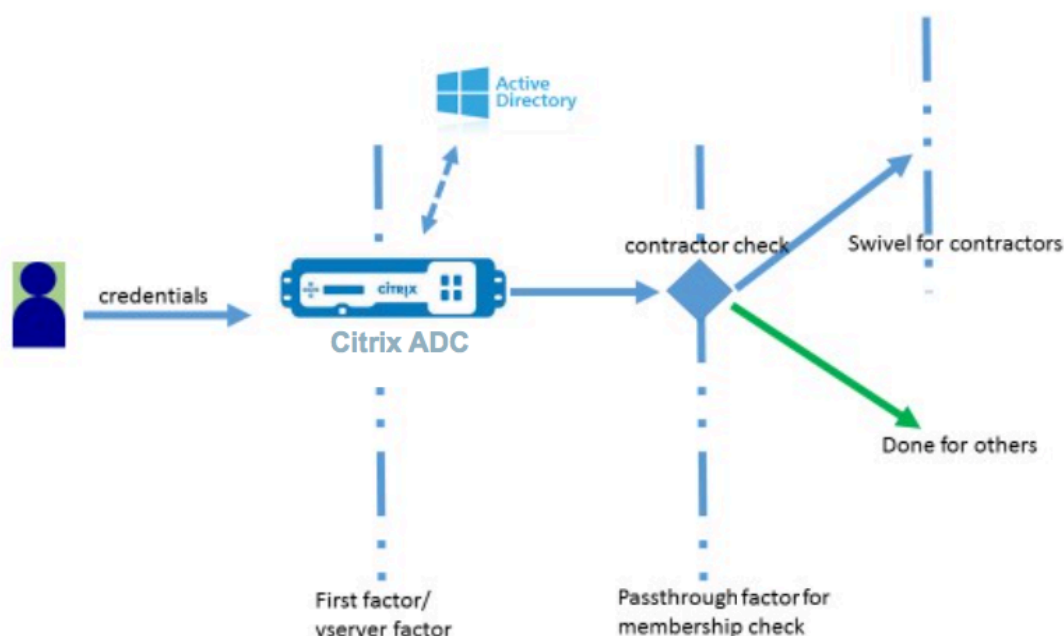 Active
Directory
contractor check
Swivel for contractors
credentials
citrix
Citrix ADC
Done for others
First factor/
vserver factor
Passthrough factor for
membership check